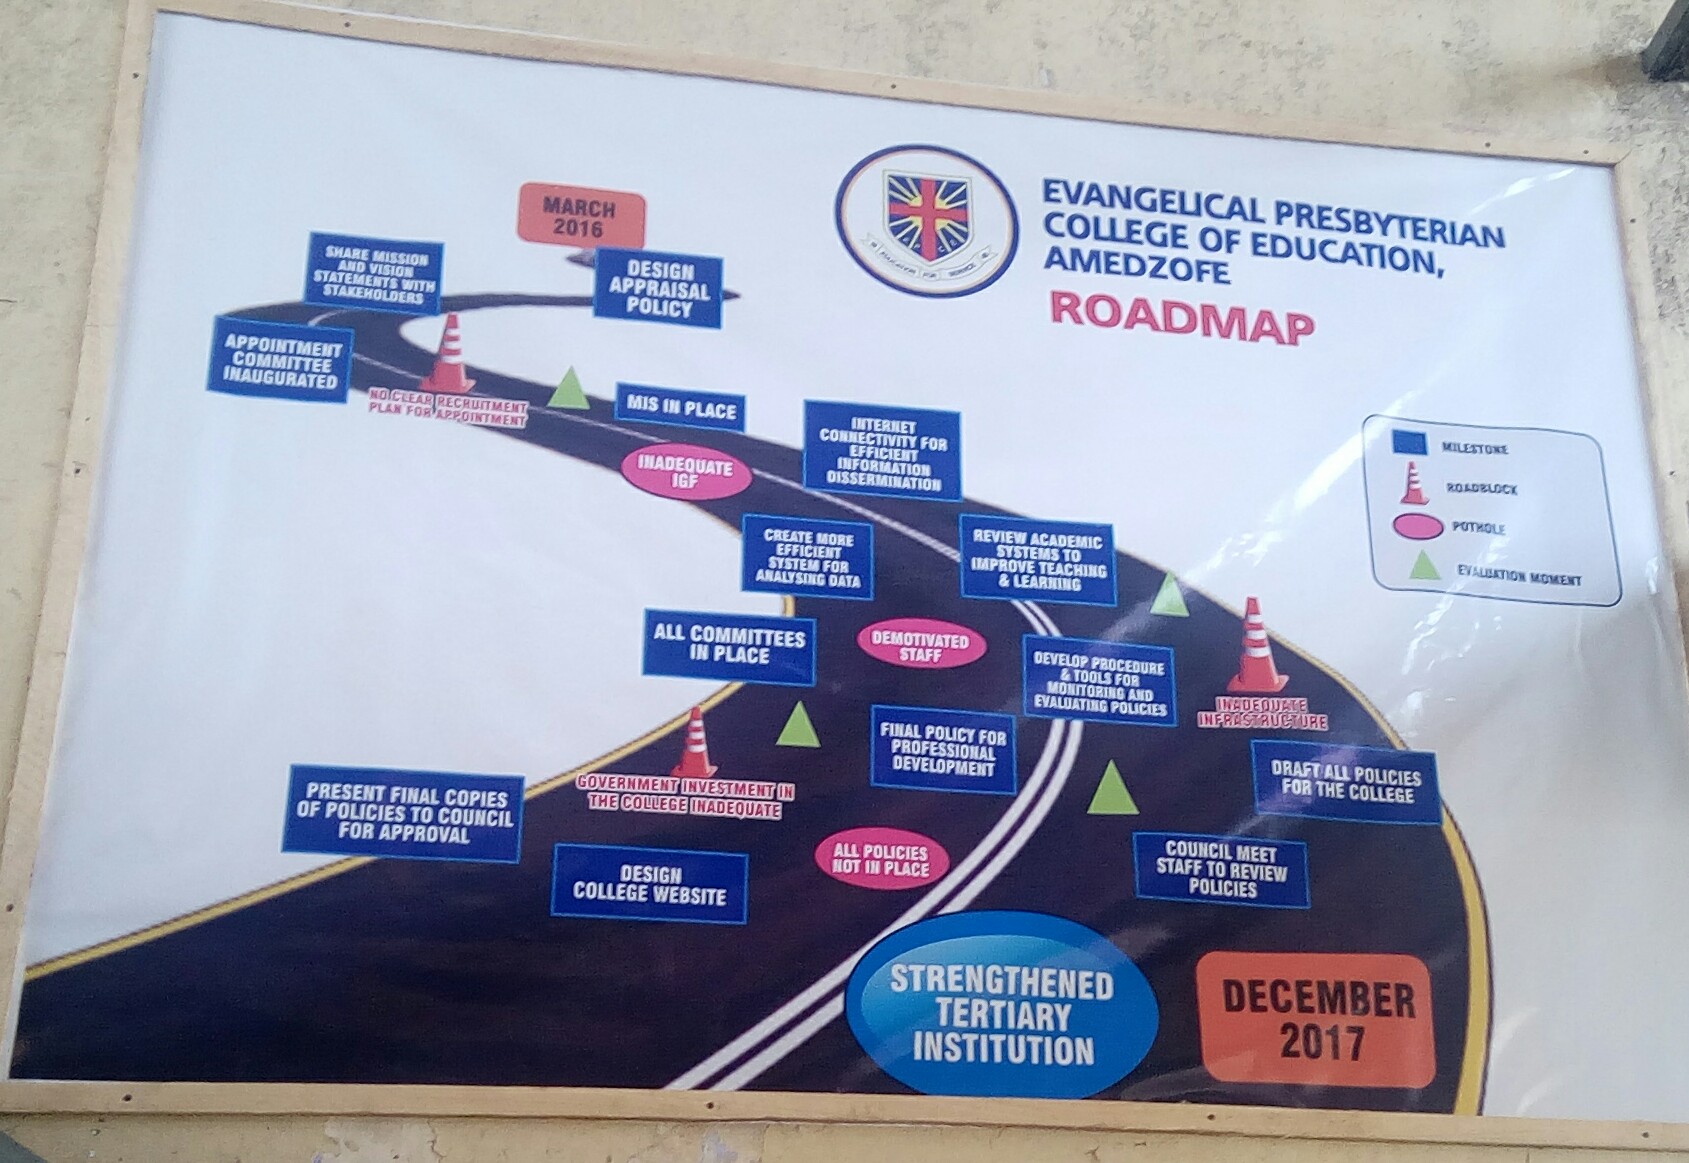 EVANGELICAL PRESBYTERIAN
COLLEGE OF EDUCATION,
AMEDZOFE
ROADMAP
MARCH
2016
DESIGN
APPRAISAL
POLICY
SHARE MISSION
AND VISION
STATEMENTS WITH
STAKEHOLDERS
APPOINTMENT
COMMITTEE
INAUGURATED
NO CLEAR RECRUITMENT
PLAN FOR APPOINTMENT
MIS IN PLACE
INADEQUATE
IGF
INTERNET
CONNECTIVITY FOR
EFFICIENT
INFORMATION
DISSERMINATION
MILESTONE
ROADBLOCK
POTHOLE
EVALUATION MOMENT
CREATE MORE
EFFICIENT
SYSTEM FOR
ANALYSING DATA
REVIEW ACADEMIC
SYSTEMS TO
IMPROVE TEACHING
& LEARNING
ALL COMMITTEES
IN PLACE
DEMOTIVATED
STAFF
DEVELOP PROCEDURE
& TOOLS FOR
MONITORING AND
EVALUATING POLICIES
INADEQUATE
INFRASTRUCTURE
FINAL POLICY FOR
PROFESSIONAL
DEVELOPMENT
GOVERNMENT INVESTMENT IN
THE COLLEGE INADEQUATE
DRAFT ALL POLICIES
FOR THE COLLEGE
PRESENT FINAL COPIES
OF POLICIES TO COUNCIL
FOR APPROVAL
DESIGN
COLLEGE WEBSITE
ALL POLICIES
NOT IN PLACE
COUNCIL MEET
STAFF TO REVIEW
POLICIES
STRENGTHENED
TERTIARY
INSTITUTION
DECEMBER
2017
EDUCATION FOR SERVICE